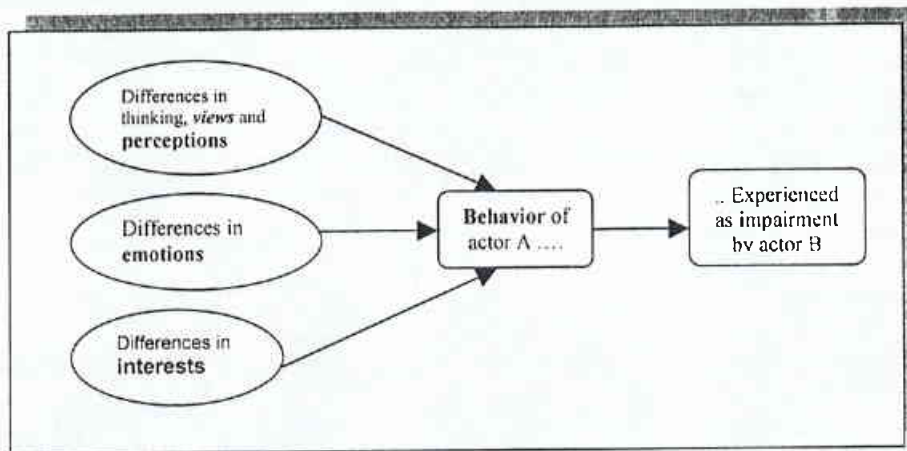 Differences in
thinking, views and
perceptions
Differences in
emotions
Differences in
interests
Behavior of
actor A ....
.. Experienced
as impairment
by actor B